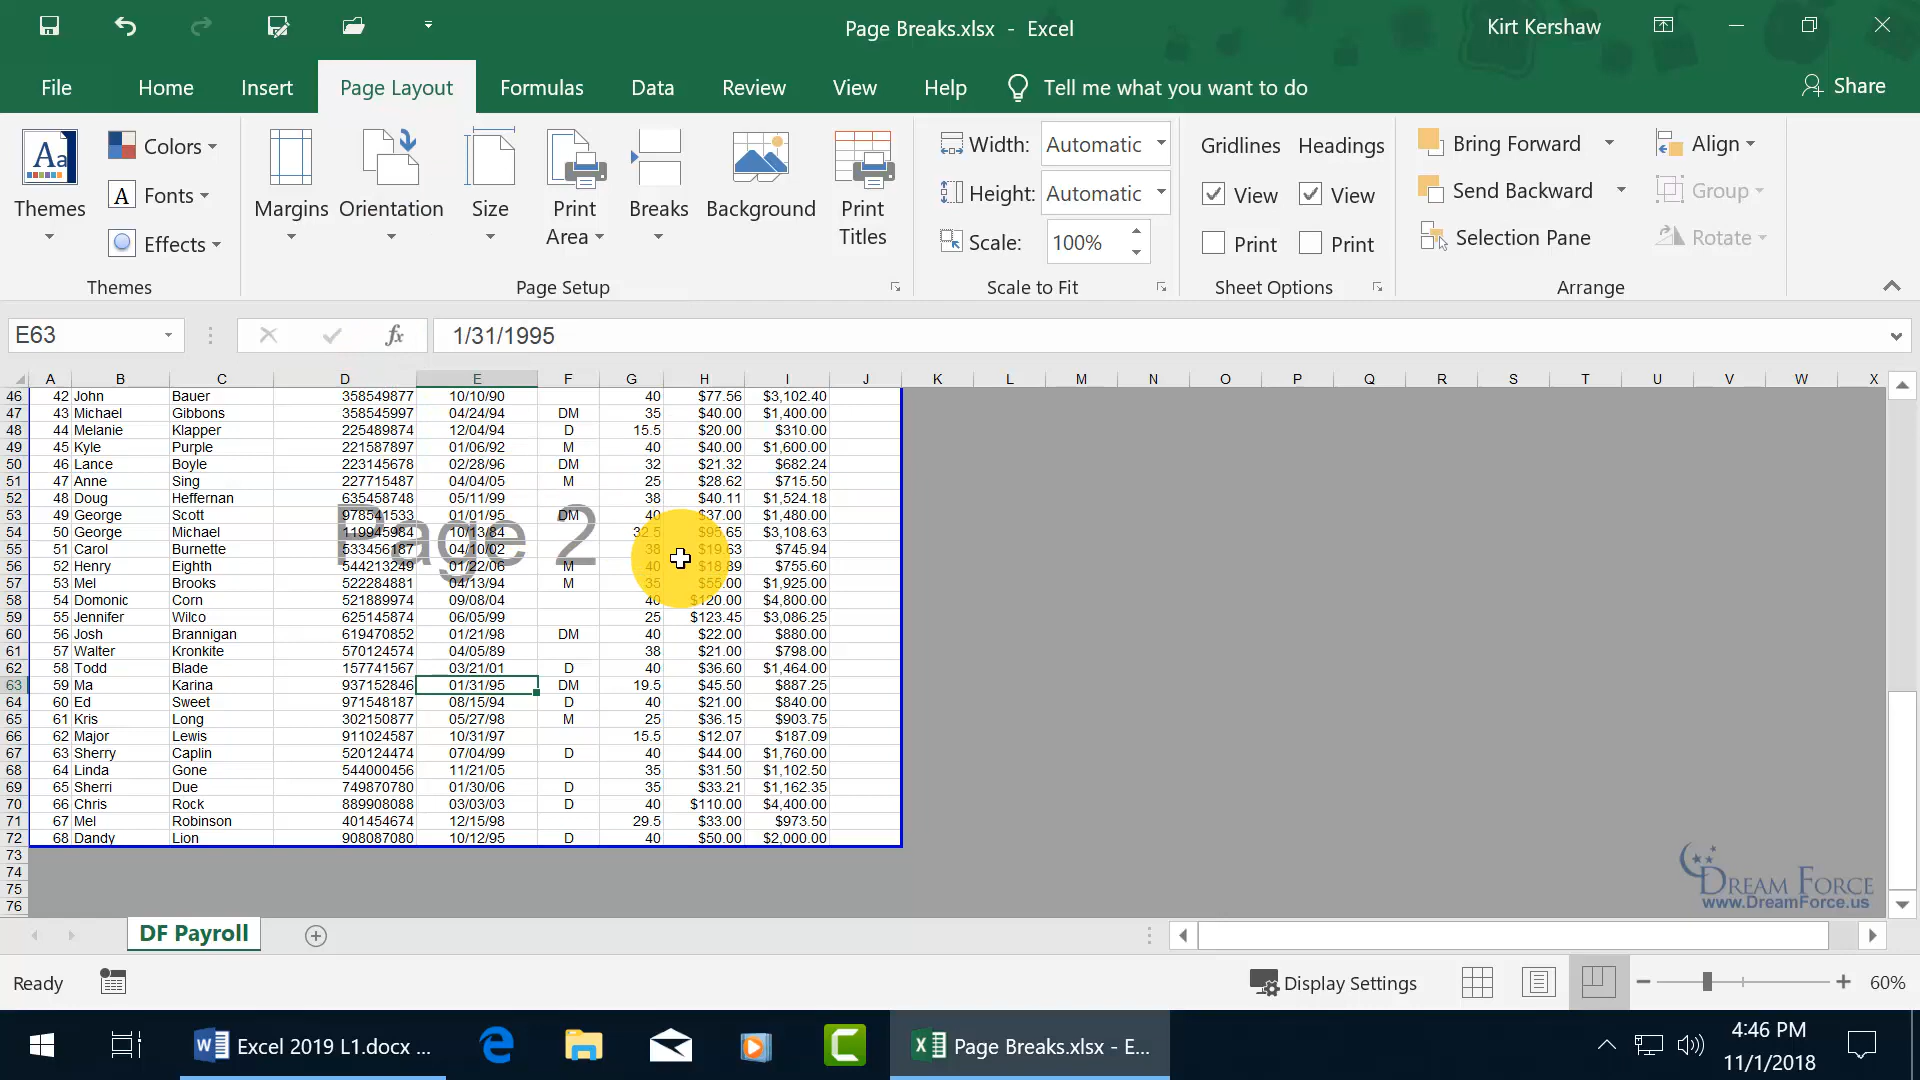 Page Breaks.xlsx - Excel
Kirt Kershaw
File Home Insert Page Layout Formulas Data Review View Help Tell me what you want to do Share
Themes Colors Fonts Effects
Margins Orientation Size Print Area Breaks Background Print Titles
Width: Automatic
Height: Automatic
Scale: 100%
Gridlines Headings
View View
Print Print
Bring Forward Align
Send Backward Group
Selection Pane Rotate
Themes Page Setup Scale to Fit Sheet Options Arrange
E63 fx 1/31/1995
A B C D E F G H I J K L M N O P Q R S T U V W X
46 42 John Bauer 358549877 10/10/90 40 $77.56 $3,102.40
47 43 Michael Gibbons 358545997 04/24/94 DM 35 $40.00 $1,400.00
48 44 Melanie Klapper 225489874 12/04/94 D 15.5 $20.00 $310.00
49 45 Kyle Purple 221587897 01/06/92 M 40 $40.00 $1,600.00
50 46 Lance Boyle 223145678 02/28/96 DM 32 $21.32 $682.24
51 47 Anne Sing 227715487 04/04/05 M 25 $28.62 $715.50
52 48 Doug Heffernan 635458748 05/11/99 38 $40.11 $1,524.18
53 49 George Scott 978541533 01/01/95 DM 40 $37.00 $1,480.00
54 50 George Michael 119945984 10/13/84 32.5 $95.65 $3,108.63
55 51 Carol Burnette 533456187 04/10/02 38 $19.63 $745.94
56 52 Henry Eighth 544213249 01/22/06 M 40 $18.89 $755.60
57 53 Mel Brooks 522284881 04/13/94 M 35 $55.00 $1,925.00
58 54 Domonic Corn 521889974 09/08/04 40 $120.00 $4,800.00
59 55 Jennifer Wilco 625145874 06/05/99 25 $123.45 $3,086.25
60 56 Josh Brannigan 619470852 01/21/98 DM 40 $22.00 $880.00
61 57 Walter Kronkite 570124574 04/05/89 38 $21.00 $798.00
62 58 Todd Blade 157741567 03/21/01 D 40 $36.60 $1,464.00
63 59 Ma Karina 937152846 01/31/95 DM 19.5 $45.50 $887.25
64 60 Ed Sweet 971548187 08/15/94 D 40 $21.00 $840.00
65 61 Kris Long 302150877 05/27/98 M 25 $36.15 $903.75
66 62 Major Lewis 911024587 10/31/97 15.5 $12.07 $187.09
67 63 Sherry Caplin 520124474 07/04/99 D 40 $44.00 $1,760.00
68 64 Linda Gone 544000456 11/21/05 35 $31.50 $1,102.50
69 65 Sherri Due 749870780 01/30/06 D 35 $33.21 $1,162.35
70 66 Chris Rock 889908088 03/03/03 D 40 $110.00 $4,400.00
71 67 Mel Robinson 401454674 12/15/98 29.5 $33.00 $973.50
72 68 Dandy Lion 908087080 10/12/95 D 40 $50.00 $2,000.00
73
74
75
76
Page 2
Dream Force
www.DreamForce.us
DF Payroll
Ready Display Settings 60%
Excel 2019 L1.docx ... Page Breaks.xlsx - E...
4:46 PM
11/1/2018